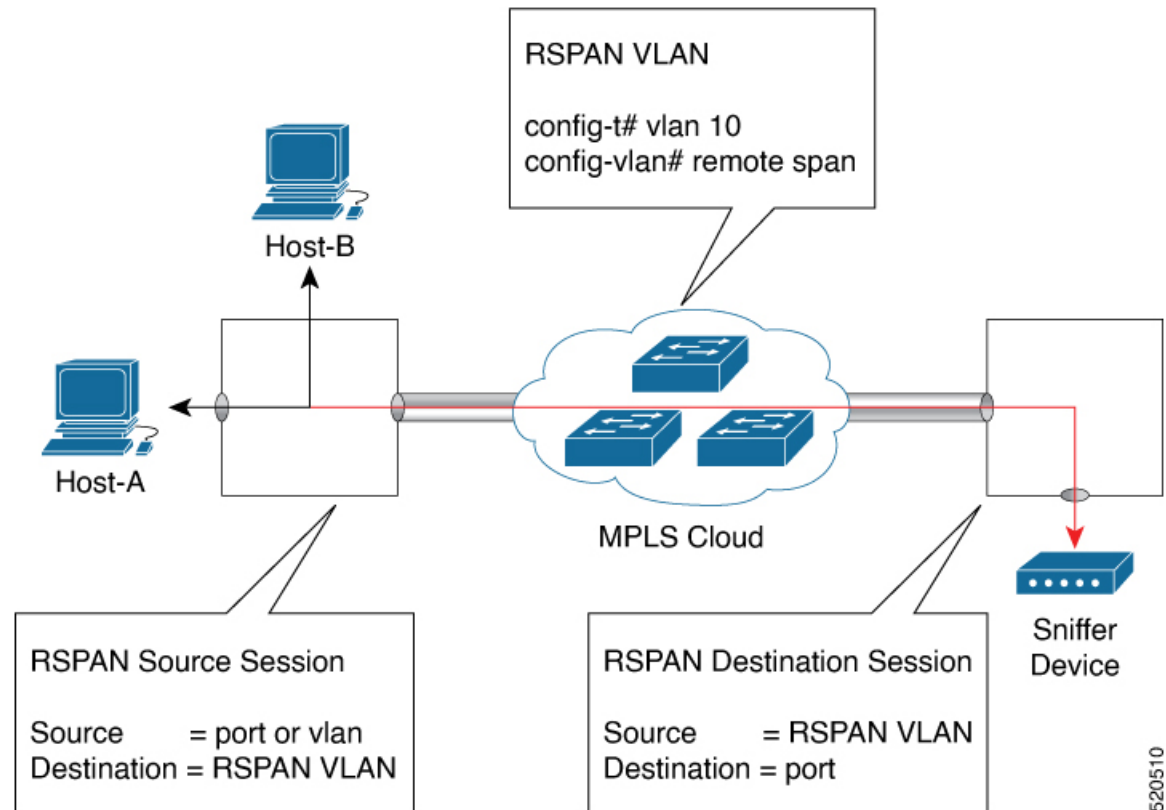 RSPAN VLAN
config-t# vlan 10
config-vlan# remote span
Host-B
Host-A
MPLS Cloud
RSPAN Source Session
Source = port or vlan
Destination = RSPAN VLAN
RSPAN Destination Session
Source = RSPAN VLAN
Destination = port
Sniffer
Device
520510